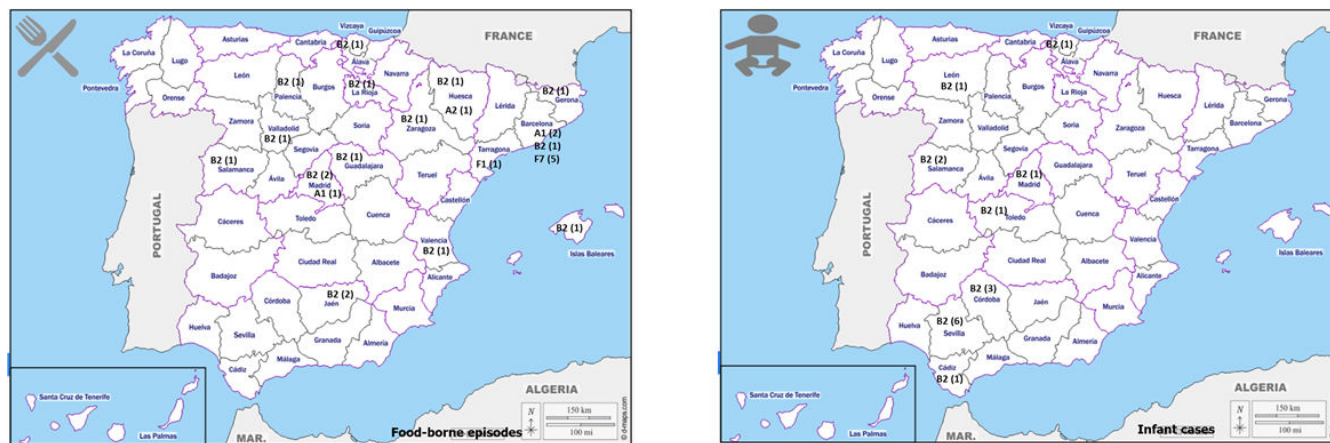 Vizcaya
Guipúzcoa
FRANCE
La Coruña
Asturias
Cantabria
B2 (1)
Lugo
Álava
Navarra
León
B2 (1)
Palencia
Burgos
B2 (1)
La Rioja
B2 (1)
Huesca
A2 (1)
Lérida
B2 (1)
Gerona
Pontevedra
Orense
Zamora
Valladolid
B2 (1)
Soria
B2 (1)
Zaragoza
Barcelona
A1 (2)
B2 (1)
F7 (5)
Segovia
Tarragona
F1 (1)
B2 (1)
Salamanca
Ávila
B2 (1)
Guadalajara
B2 (2)
Madrid
A1 (1)
Teruel
Castellón
PORTUGAL
Cáceres
Toledo
Cuenca
Valencia
B2 (1)
B2 (1)
Islas Baleares
Badajoz
Ciudad Real
Albacete
Alicante
Córdoba
B2 (2)
Jaén
Murcia
Huelva
Sevilla
Granada
Almería
Málaga
Cádiz
Santa Cruz de Tenerife
Las Palmas
ALGERIA
MAR.
N
150 km
100 mi
© d-maps.com
Food-borne episodes
Vizcaya
Guipúzcoa
FRANCE
La Coruña
Asturias
Cantabria
B2 (1)
Lugo
Álava
Navarra
León
B2 (1)
Palencia
Burgos
La Rioja
Huesca
Lérida
Gerona
Pontevedra
Orense
Zamora
Valladolid
Soria
Zaragoza
Barcelona
Segovia
Tarragona
B2 (2)
Salamanca
Ávila
Guadalajara
B2 (1)
Madrid
Teruel
Castellón
PORTUGAL
Cáceres
B2 (1)
Toledo
Cuenca
Valencia
Islas Baleares
Badajoz
Ciudad Real
Albacete
Alicante
B2 (3)
Córdoba
Jaén
Murcia
Huelva
B2 (6)
Sevilla
Granada
Almería
Málaga
Cádiz
B2 (1)
Santa Cruz de Tenerife
Las Palmas
ALGERIA
MAR.
N
150 km
100 mi
© d-maps.com
Infant cases